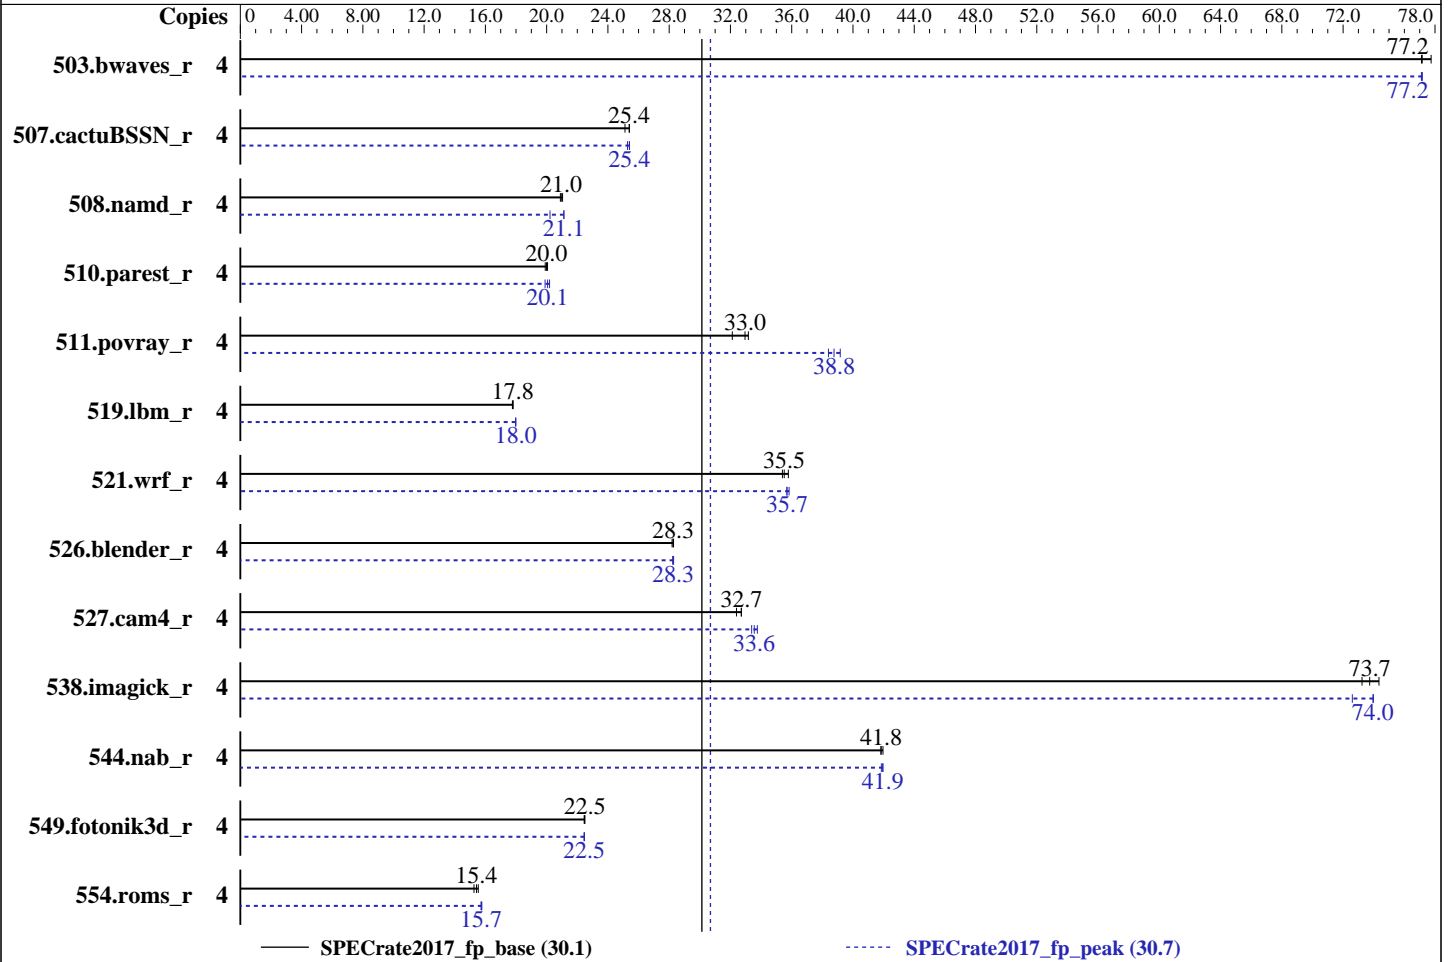 Copies 0 4.00 8.00 12.0 16.0 20.0 24.0 28.0 32.0 36.0 40.0 44.0 48.0 52.0 56.0 60.0 64.0 68.0 72.0 78.0
77.2
503.bwaves_r 4
77.2
25.4
507.cactuBSSN_r 4
25.4
21.0
508.namd_r 4
21.1
20.0
510.parest_r 4
20.1
33.0
511.povray_r 4
38.8
17.8
519.lbm_r 4
18.0
35.5
521.wrf_r 4
35.7
28.3
526.blender_r 4
28.3
32.7
527.cam4_r 4
33.6
73.7
538.imagick_r 4
74.0
41.8
544.nab_r 4
41.9
22.5
549.fotonik3d_r 4
22.5
15.4
554.roms_r 4
15.7
SPECrate2017_fp_base (30.1) SPECrate2017_fp_peak (30.7)